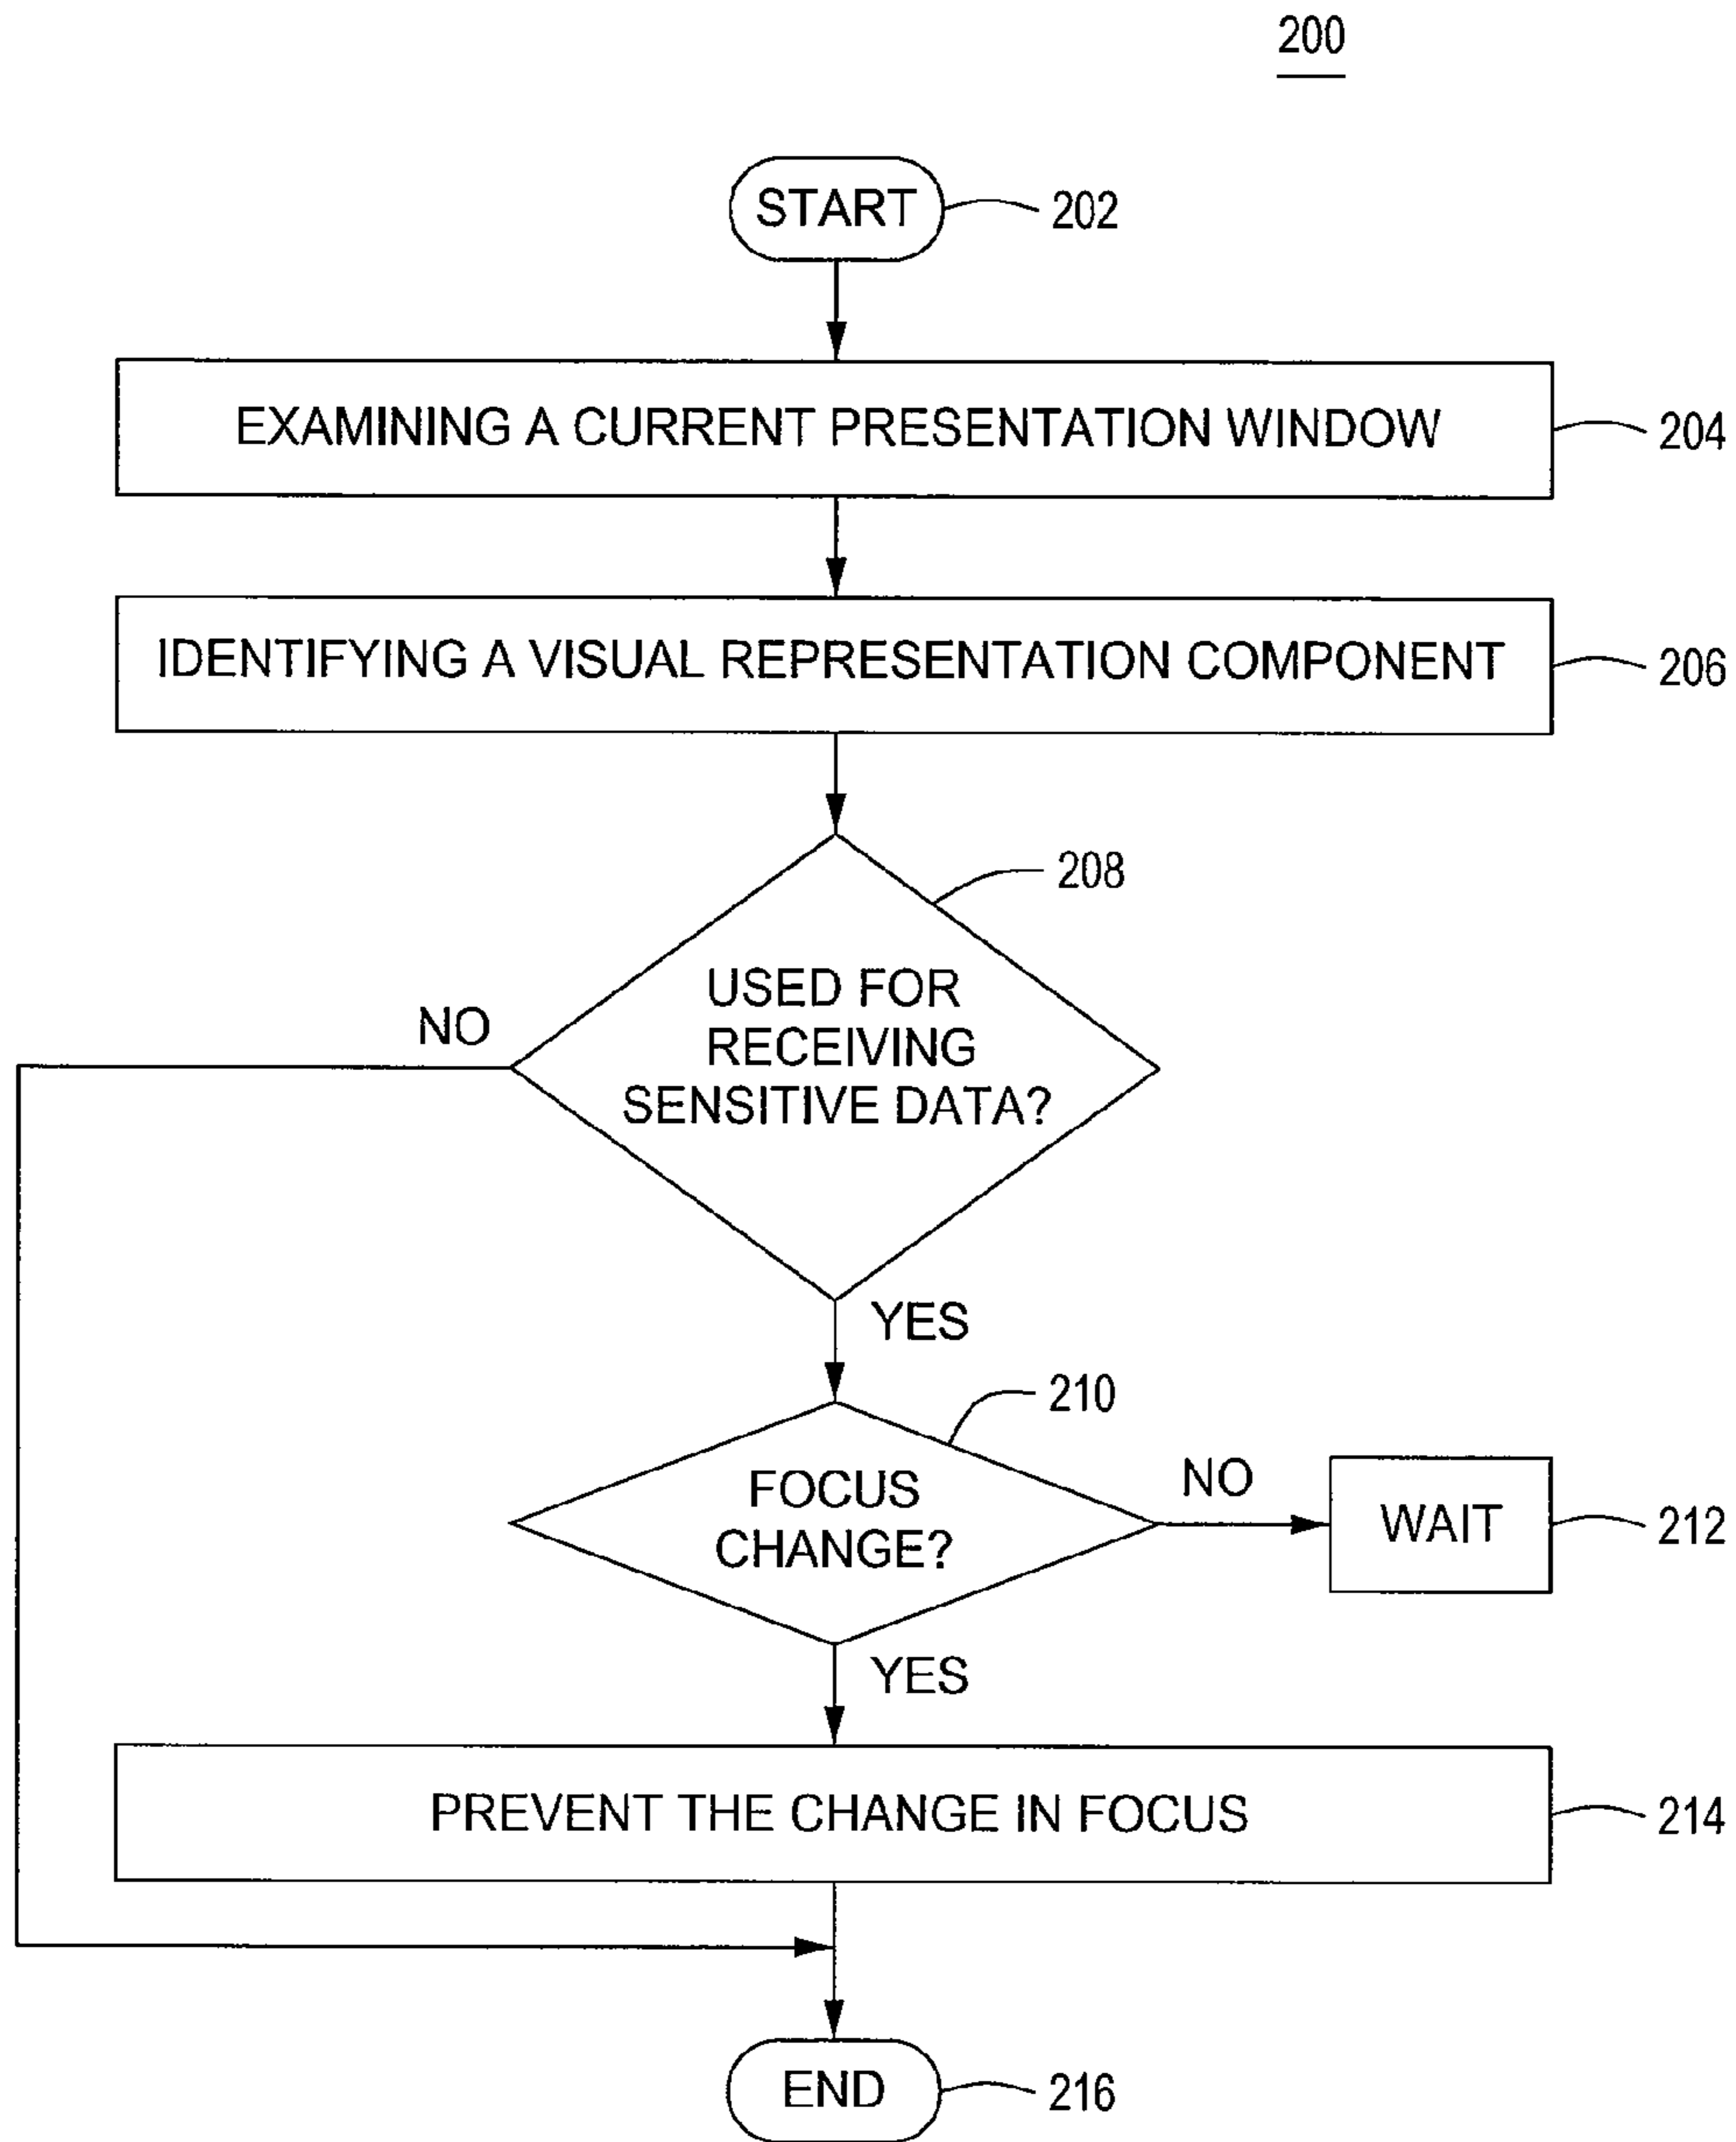 200
START
202
EXAMINING A CURRENT PRESENTATION WINDOW
204
IDENTIFYING A VISUAL REPRESENTATION COMPONENT
206
208
USED FOR
RECEIVING
SENSITIVE DATA?
NO
YES
210
FOCUS
CHANGE?
NO
WAIT
212
YES
PREVENT THE CHANGE IN FOCUS
214
END
216